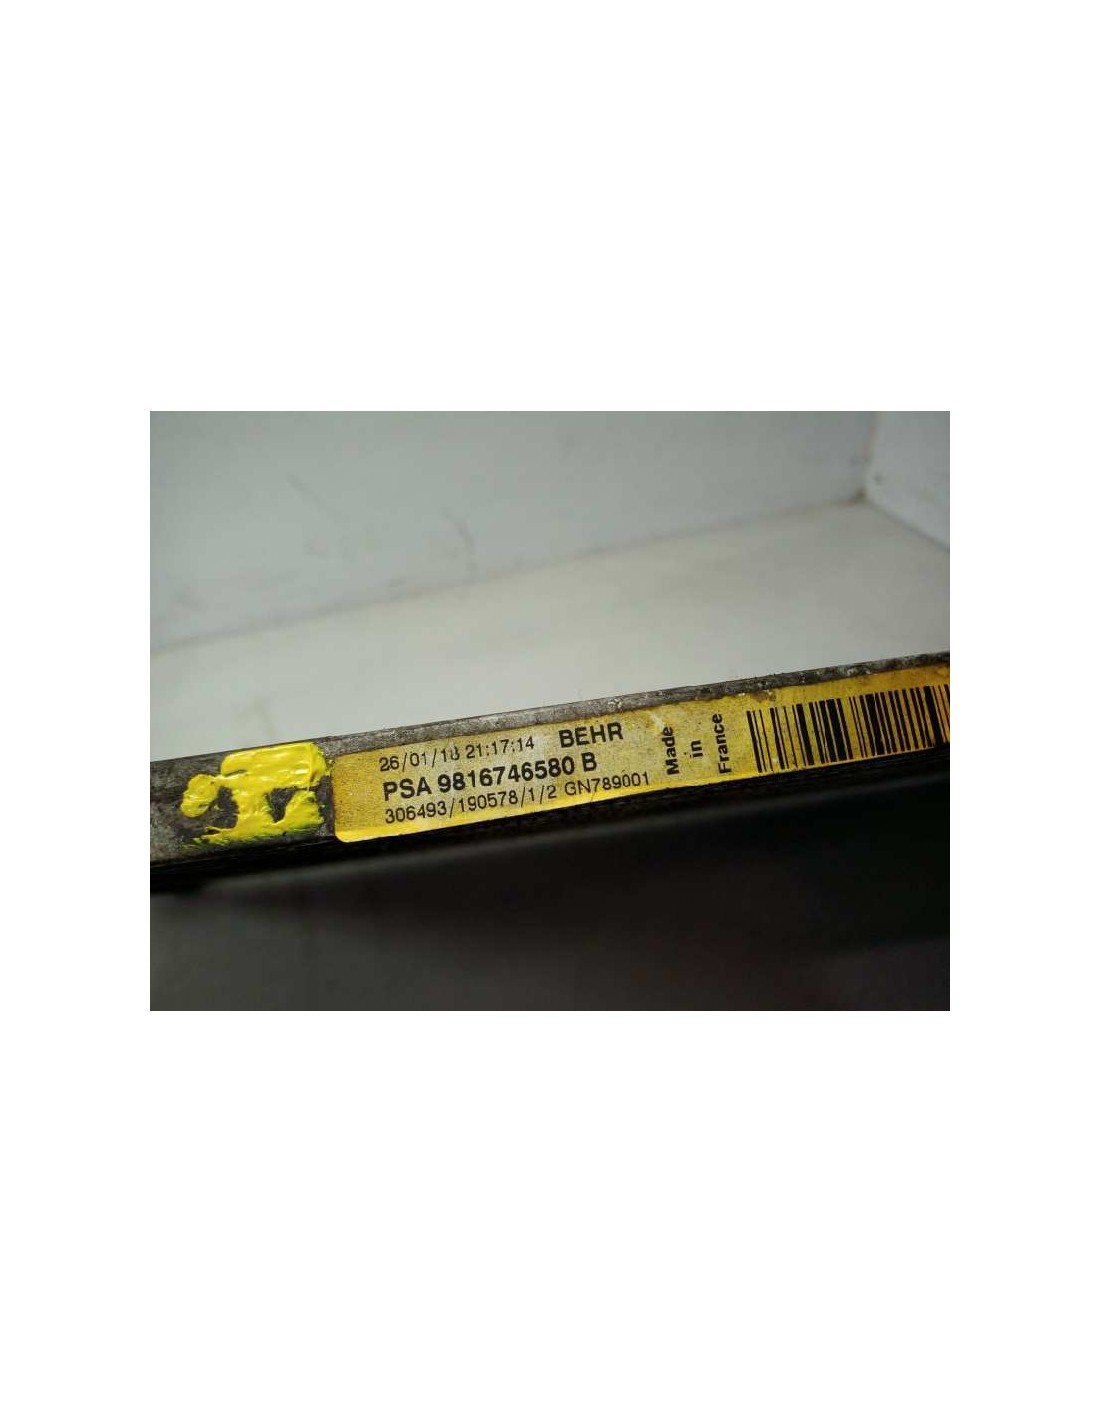 26/01/18 21:17:14 BEHR
PSA 9816746580 B
306493/190578/1/2 GN789001
Made
in
France